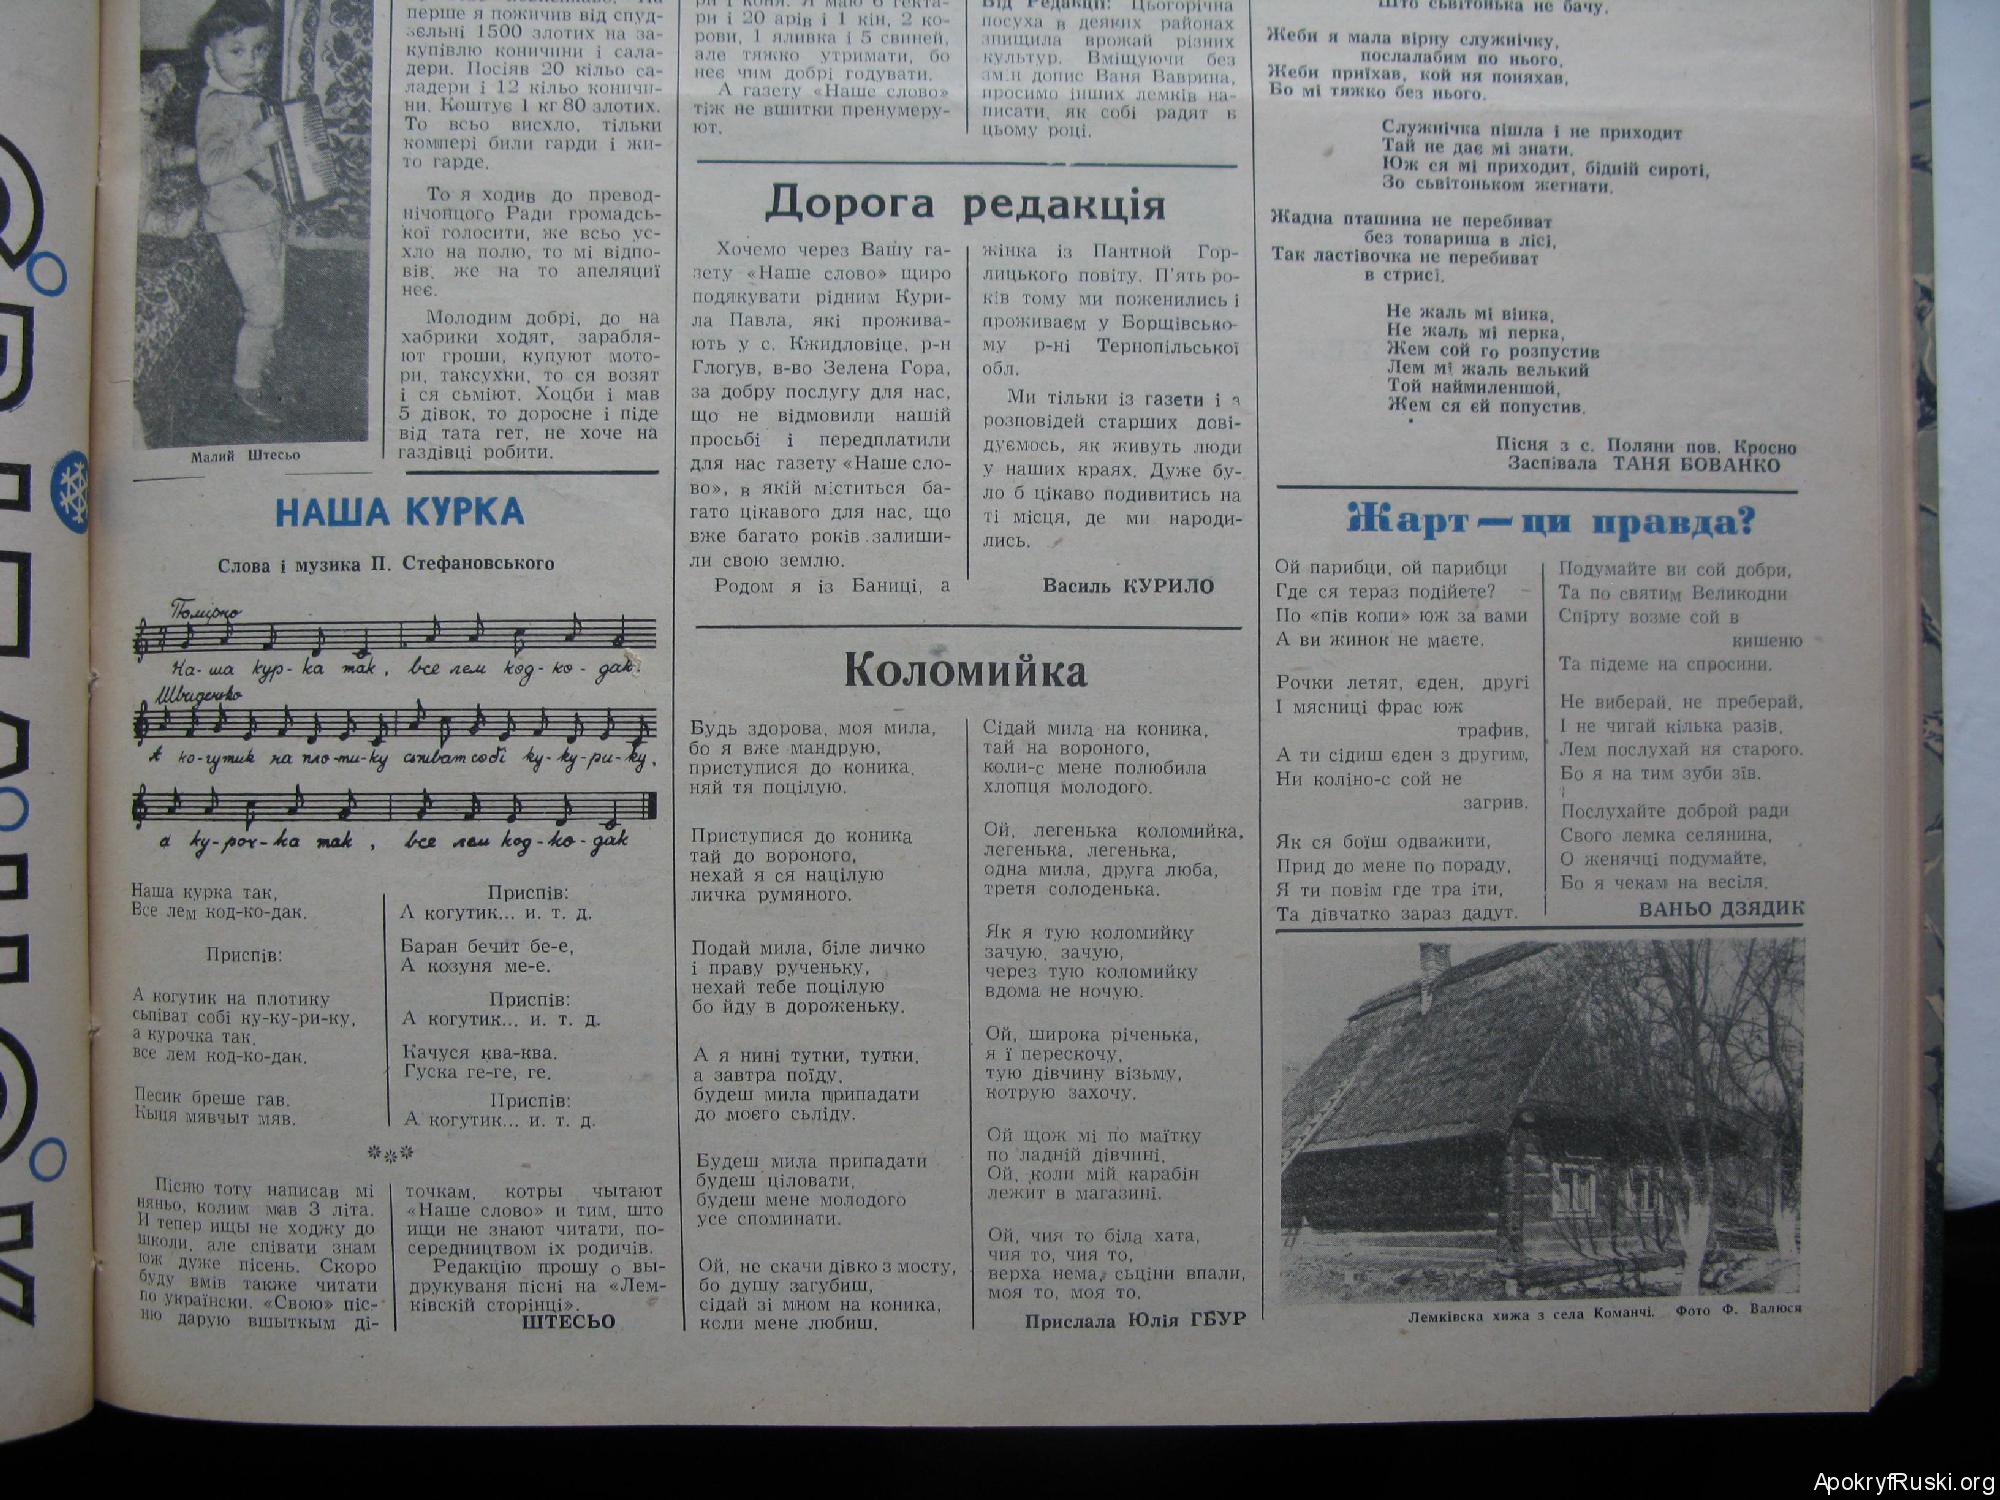 перше я пожичив від спуд-
зєльні 1500 злотих на за-
купівлю коничини і сала-
дери. Посіяв 20 кільо са-
ладери і 12 кільо коничи-
ни. Коштує 1 кг 80 злотих.
То всьо висхло, тільки
компері били гарди і жи-
то гарде.
То я ходив до превод-
нічонцого Ради громадсь-
кої голосити, же всьо ус-
хло на полю, то мі відпо-
вів, же на то апеляциї
неє.
Молодим добрі, до на
хабрики ходят, зарабля-
ют гроши, купуют мото-
ри, таксухки, то ся возят
і ся сьміют. Хоцби і мав
5 дівок, то доросне і піде
від тата гет, не хоче на
газдівці робити.
Малий Штесьо
НАША КУРКА
Слова і музика П. Стефановського
Помірно
На-ша кур-ка так, все лем код-ко-дак.
Швиденько
А ко-гутик на пло-ти-ку сьпіват собі ку-ку-ри-ку,
а ку-роч-ка так, все лем код-ко-дак
Наша курка так,
Все лем код-ко-дак.
Приспів:
А когутик на плотику
сьпіват собі ку-ку-ри-ку,
а курочка так,
все лем код-ко-дак.
Песик бреше гав.
Кыця мявчыт мяв.
Приспів:
А когутик... и. т. д.
Баран бечит бе-е,
А козуня ме-е.
Приспів:
А когутик... и. т. д.
Качуся ква-ква.
Гуска ге-ге, ге.
Приспів:
А когутик... и. т. д.
***
Пісню тоту написав мі
няньо, колим мав 3 літа.
И тепер ищы не ходжу до
школи, але співати знам
юж дуже пісень. Скоро
буду вмів также читати
по українски. «Свою» піс-
ню дарую вшытким ді-
точкам, котры чытают
«Наше слово» и тим, што
ищи не знают читати, по-
середництвом іх родичів.
Редакцію прошу о вы-
друкуваня пісні на «Лем-
ківскій сторінці».
ШТЕСЬО
ри і 20 арів і 1 кін, 2 ко-
рови, 1 яливка і 5 свиней,
але тяжко утримати, бо
неє чим добрі годувати.
А газету «Наше слово»
тіж не вшитки пренумеру-
ют.
Від Редакції: Цьогорічна
посуха в деяких районах
знищила врожай різних
культур. Вміщуючи без
змін допис Ваня Ваврина,
просимо інших лемків на-
писати, як собі радят в
цьому році.
Дорога редакція
Хочемо через Вашу га-
зету «Наше слово» щиро
подякувати рідним Кури-
ла Павла, які прожива-
ють у с. Кжидловіце, р-н
Глогув, в-во Зелена Гора,
за добру послугу для нас,
що не відмовили нашій
просьбі і передплатили
для нас газету «Наше сло-
во», в якій міститься ба-
гато цікавого для нас, що
вже багато років залиши-
ли свою землю.
Родом я із Баниці, а
жінка із Пантной Гор-
лицького повіту. П'ять ро-
ків тому ми поженились і
проживаєм у Борщівсько-
му р-ні Тернопільської
обл.
Ми тільки із газети і з
розповідей старших дові-
дуємось, як живуть люди
у наших краях. Дуже бу-
ло б цікаво подивитись на
ті місця, де ми народи-
лись.
Василь КУРИЛО
Коломийка
Будь здорова, моя мила,
бо я вже мандрую,
приступися до коника,
няй тя поцілую.
Приступися до коника
тай до вороного,
нехай я ся націлую
личка румяного.
Подай мила, біле личко
і праву рученьку,
нехай тебе поцілую
бо йду в дороженьку.
А я нині тутки, тутки,
а завтра поїду,
будеш мила припадати
до моєго сьліду.
Будеш мила припадати
будеш ціловати,
будеш мене молодого
усе споминати.
Ой, не скачи дівко з мосту,
бо душу загубиш,
сідай зі мном на коника,
коли мене любиш.
Сідай мила на коника,
тай на вороного,
коли-с мене полюбила
хлопця молодого.
Ой, легенька коломийка,
легенька, легенька,
одна мила, друга люба,
третя солоденька.
Як я тую коломийку
зачую, зачую,
через тую коломийку
вдома не ночую.
Ой, широка річенька,
я ї перескочу,
тую дівчину візьму,
котрую захочу.
Ой щож мі по маїтку
по ладній дівчині,
Ой, коли мій карабін
лежит в магазині.
Ой, чия то біла хата,
чия то, чия то,
верха нема, сьціни впали,
моя то, моя то.
Прислала Юлія ГБУР
Што сьвітонька не бачу.
Жеби я мала вірну служнічку,
послалабим по нього,
Жеби приїхав, кой ня поняхав,
Бо мі тяжко без нього.
Служнічка пішла і не приходит
Тай не дає мі знати,
Юж ся мі приходит, бідній сироті,
Зо сьвітоньком жегнати.
Жадна пташина не перебиват
без товариша в лісі,
Так ластівочка не перебиват
в стрисі.
Не жаль мі вінка,
Не жаль мі перка,
Жем сой го розпустив
Лем мі жаль велький
Той наймиленшой,
Жем ся єй попустив.
Пісня з с. Поляни пов. Кросно
Заспівала ТАНЯ БОВАНКО
Жарт — ци правда?
Ой парибци, ой парибци
Где ся тераз подійете?
По «пів копи» юж за вами
А ви жинок не маєте.
Рочки летят, єден, другі
І мясниці фрас юж
трафив,
А ти сідиш єден з другим,
Ни коліно-с сой не
загрив.
Як ся боїш одважити,
Прид до мене по пораду,
Я ти повім где тра іти,
Та дівчатко зараз дадут.
Подумайте ви сой добри,
Та по святим Великодни
Спірту возме сой в
кишеню
Та підеме на спросини.
Не виберай, не преберай,
І не чигай кілька разів,
Лем послухай ня старого.
Бо я на тим зуби зїв.
Послухайте доброй ради
Свого лемка селянина,
О женячці подумайте,
Бо я чекам на весіля.
ВАНЬО ДЗЯДИК
Лемківска хижа з села Команчі. Фото Ф. Валюся
ApokryfRuski.org